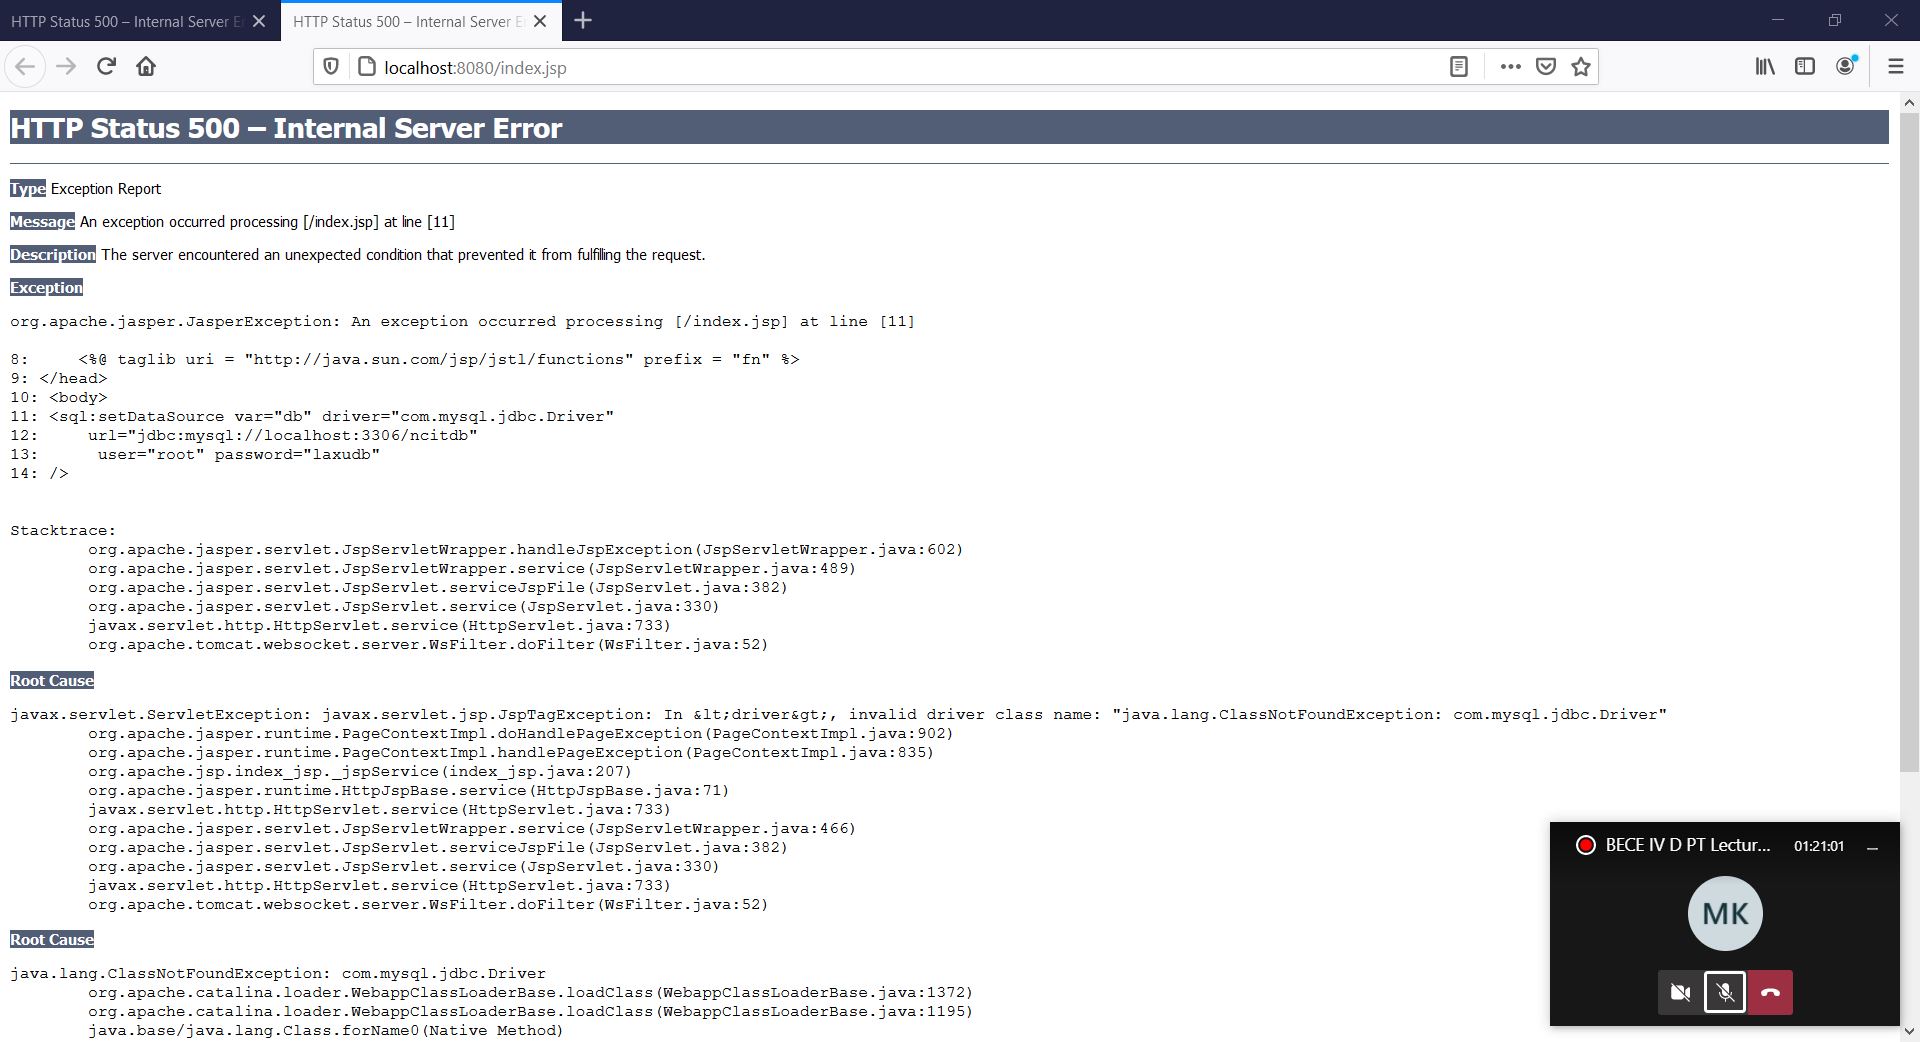 HTTP Status 500 – Internal Server E
HTTP Status 500 – Internal Server E
localhost:8080/index.jsp
HTTP Status 500 – Internal Server Error
Type Exception Report
Message An exception occurred processing [/index.jsp] at line [11]
Description The server encountered an unexpected condition that prevented it from fulfilling the request.
Exception
org.apache.jasper.JasperException: An exception occurred processing [/index.jsp] at line [11]
8:     <%@ taglib uri = "http://java.sun.com/jsp/jstl/functions" prefix = "fn" %>
9: </head>
10: <body>
11: <sql:setDataSource var="db" driver="com.mysql.jdbc.Driver"
12:     url="jdbc:mysql://localhost:3306/ncitdb"
13:      user="root" password="laxudb"
14: />
Stacktrace:
org.apache.jasper.servlet.JspServletWrapper.handleJspException(JspServletWrapper.java:602)
org.apache.jasper.servlet.JspServletWrapper.service(JspServletWrapper.java:489)
org.apache.jasper.servlet.JspServlet.serviceJspFile(JspServlet.java:382)
org.apache.jasper.servlet.JspServlet.service(JspServlet.java:330)
javax.servlet.http.HttpServlet.service(HttpServlet.java:733)
org.apache.tomcat.websocket.server.WsFilter.doFilter(WsFilter.java:52)
Root Cause
javax.servlet.ServletException: javax.servlet.jsp.JspTagException: In &lt;driver&gt;, invalid driver class name: "java.lang.ClassNotFoundException: com.mysql.jdbc.Driver"
org.apache.jasper.runtime.PageContextImpl.doHandlePageException(PageContextImpl.java:902)
org.apache.jasper.runtime.PageContextImpl.handlePageException(PageContextImpl.java:835)
org.apache.jsp.index_jsp._jspService(index_jsp.java:207)
org.apache.jasper.runtime.HttpJspBase.service(HttpJspBase.java:71)
javax.servlet.http.HttpServlet.service(HttpServlet.java:733)
org.apache.jasper.servlet.JspServletWrapper.service(JspServletWrapper.java:466)
org.apache.jasper.servlet.JspServlet.serviceJspFile(JspServlet.java:382)
org.apache.jasper.servlet.JspServlet.service(JspServlet.java:330)
javax.servlet.http.HttpServlet.service(HttpServlet.java:733)
org.apache.tomcat.websocket.server.WsFilter.doFilter(WsFilter.java:52)
Root Cause
java.lang.ClassNotFoundException: com.mysql.jdbc.Driver
org.apache.catalina.loader.WebappClassLoaderBase.loadClass(WebappClassLoaderBase.java:1372)
org.apache.catalina.loader.WebappClassLoaderBase.loadClass(WebappClassLoaderBase.java:1195)
java.base/java.lang.Class.forName0(Native Method)
BECE IV D PT Lectur... 01:21:01
MK